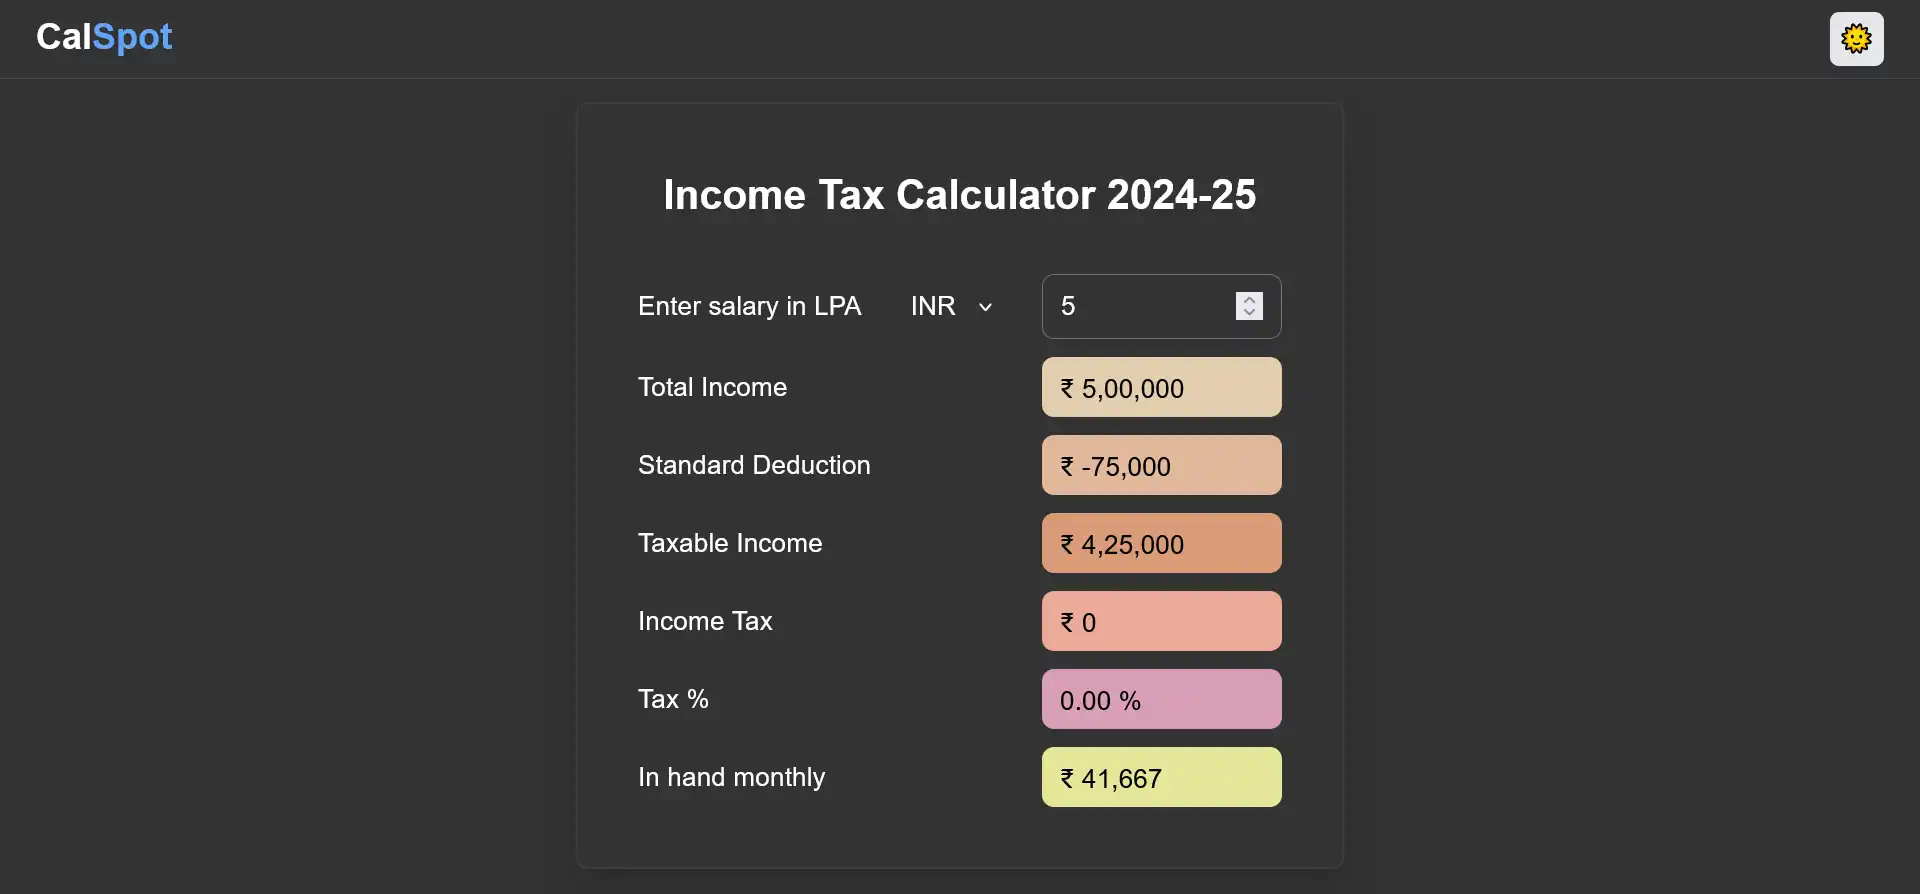 CalSpot
Income Tax Calculator 2024-25
Enter salary in LPA INR 5
Total Income ₹ 5,00,000
Standard Deduction ₹ -75,000
Taxable Income ₹ 4,25,000
Income Tax ₹ 0
Tax % 0.00 %
In hand monthly ₹ 41,667